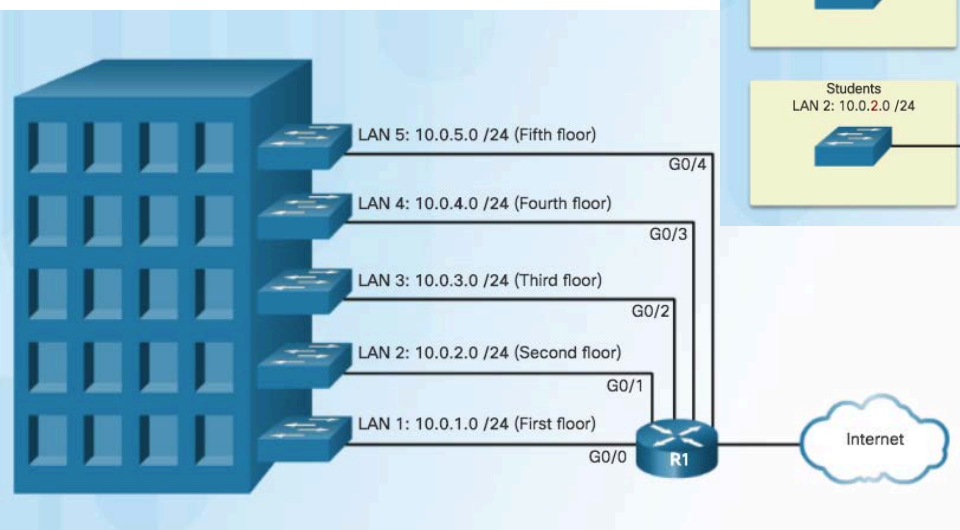 Students
LAN 2: 10.0.2.0 /24
LAN 5: 10.0.5.0 /24 (Fifth floor)
G0/4
LAN 4: 10.0.4.0 /24 (Fourth floor)
G0/3
LAN 3: 10.0.3.0 /24 (Third floor)
G0/2
LAN 2: 10.0.2.0 /24 (Second floor)
G0/1
LAN 1: 10.0.1.0 /24 (First floor)
G0/0
R1
Internet